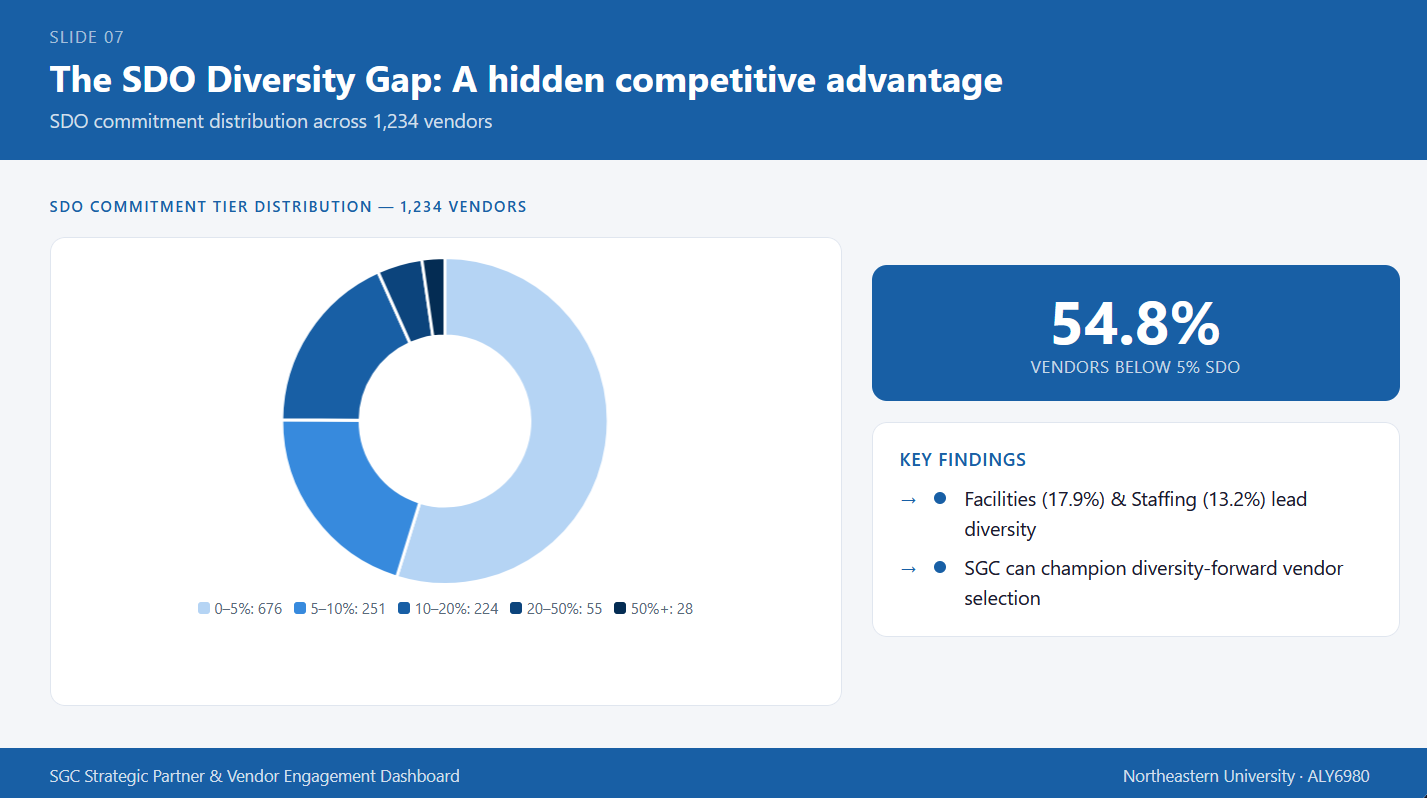 SLIDE 07
The SDO Diversity Gap: A hidden competitive advantage
SDO commitment distribution across 1,234 vendors
SDO COMMITMENT TIER DISTRIBUTION — 1,234 VENDORS
0–5%: 676 5–10%: 251 10–20%: 224 20–50%: 55 50%+: 28
54.8%
VENDORS BELOW 5% SDO
KEY FINDINGS
→ ● Facilities (17.9%) & Staffing (13.2%) lead
diversity
→ ● SGC can champion diversity-forward vendor
selection
SGC Strategic Partner & Vendor Engagement Dashboard
Northeastern University · ALY6980